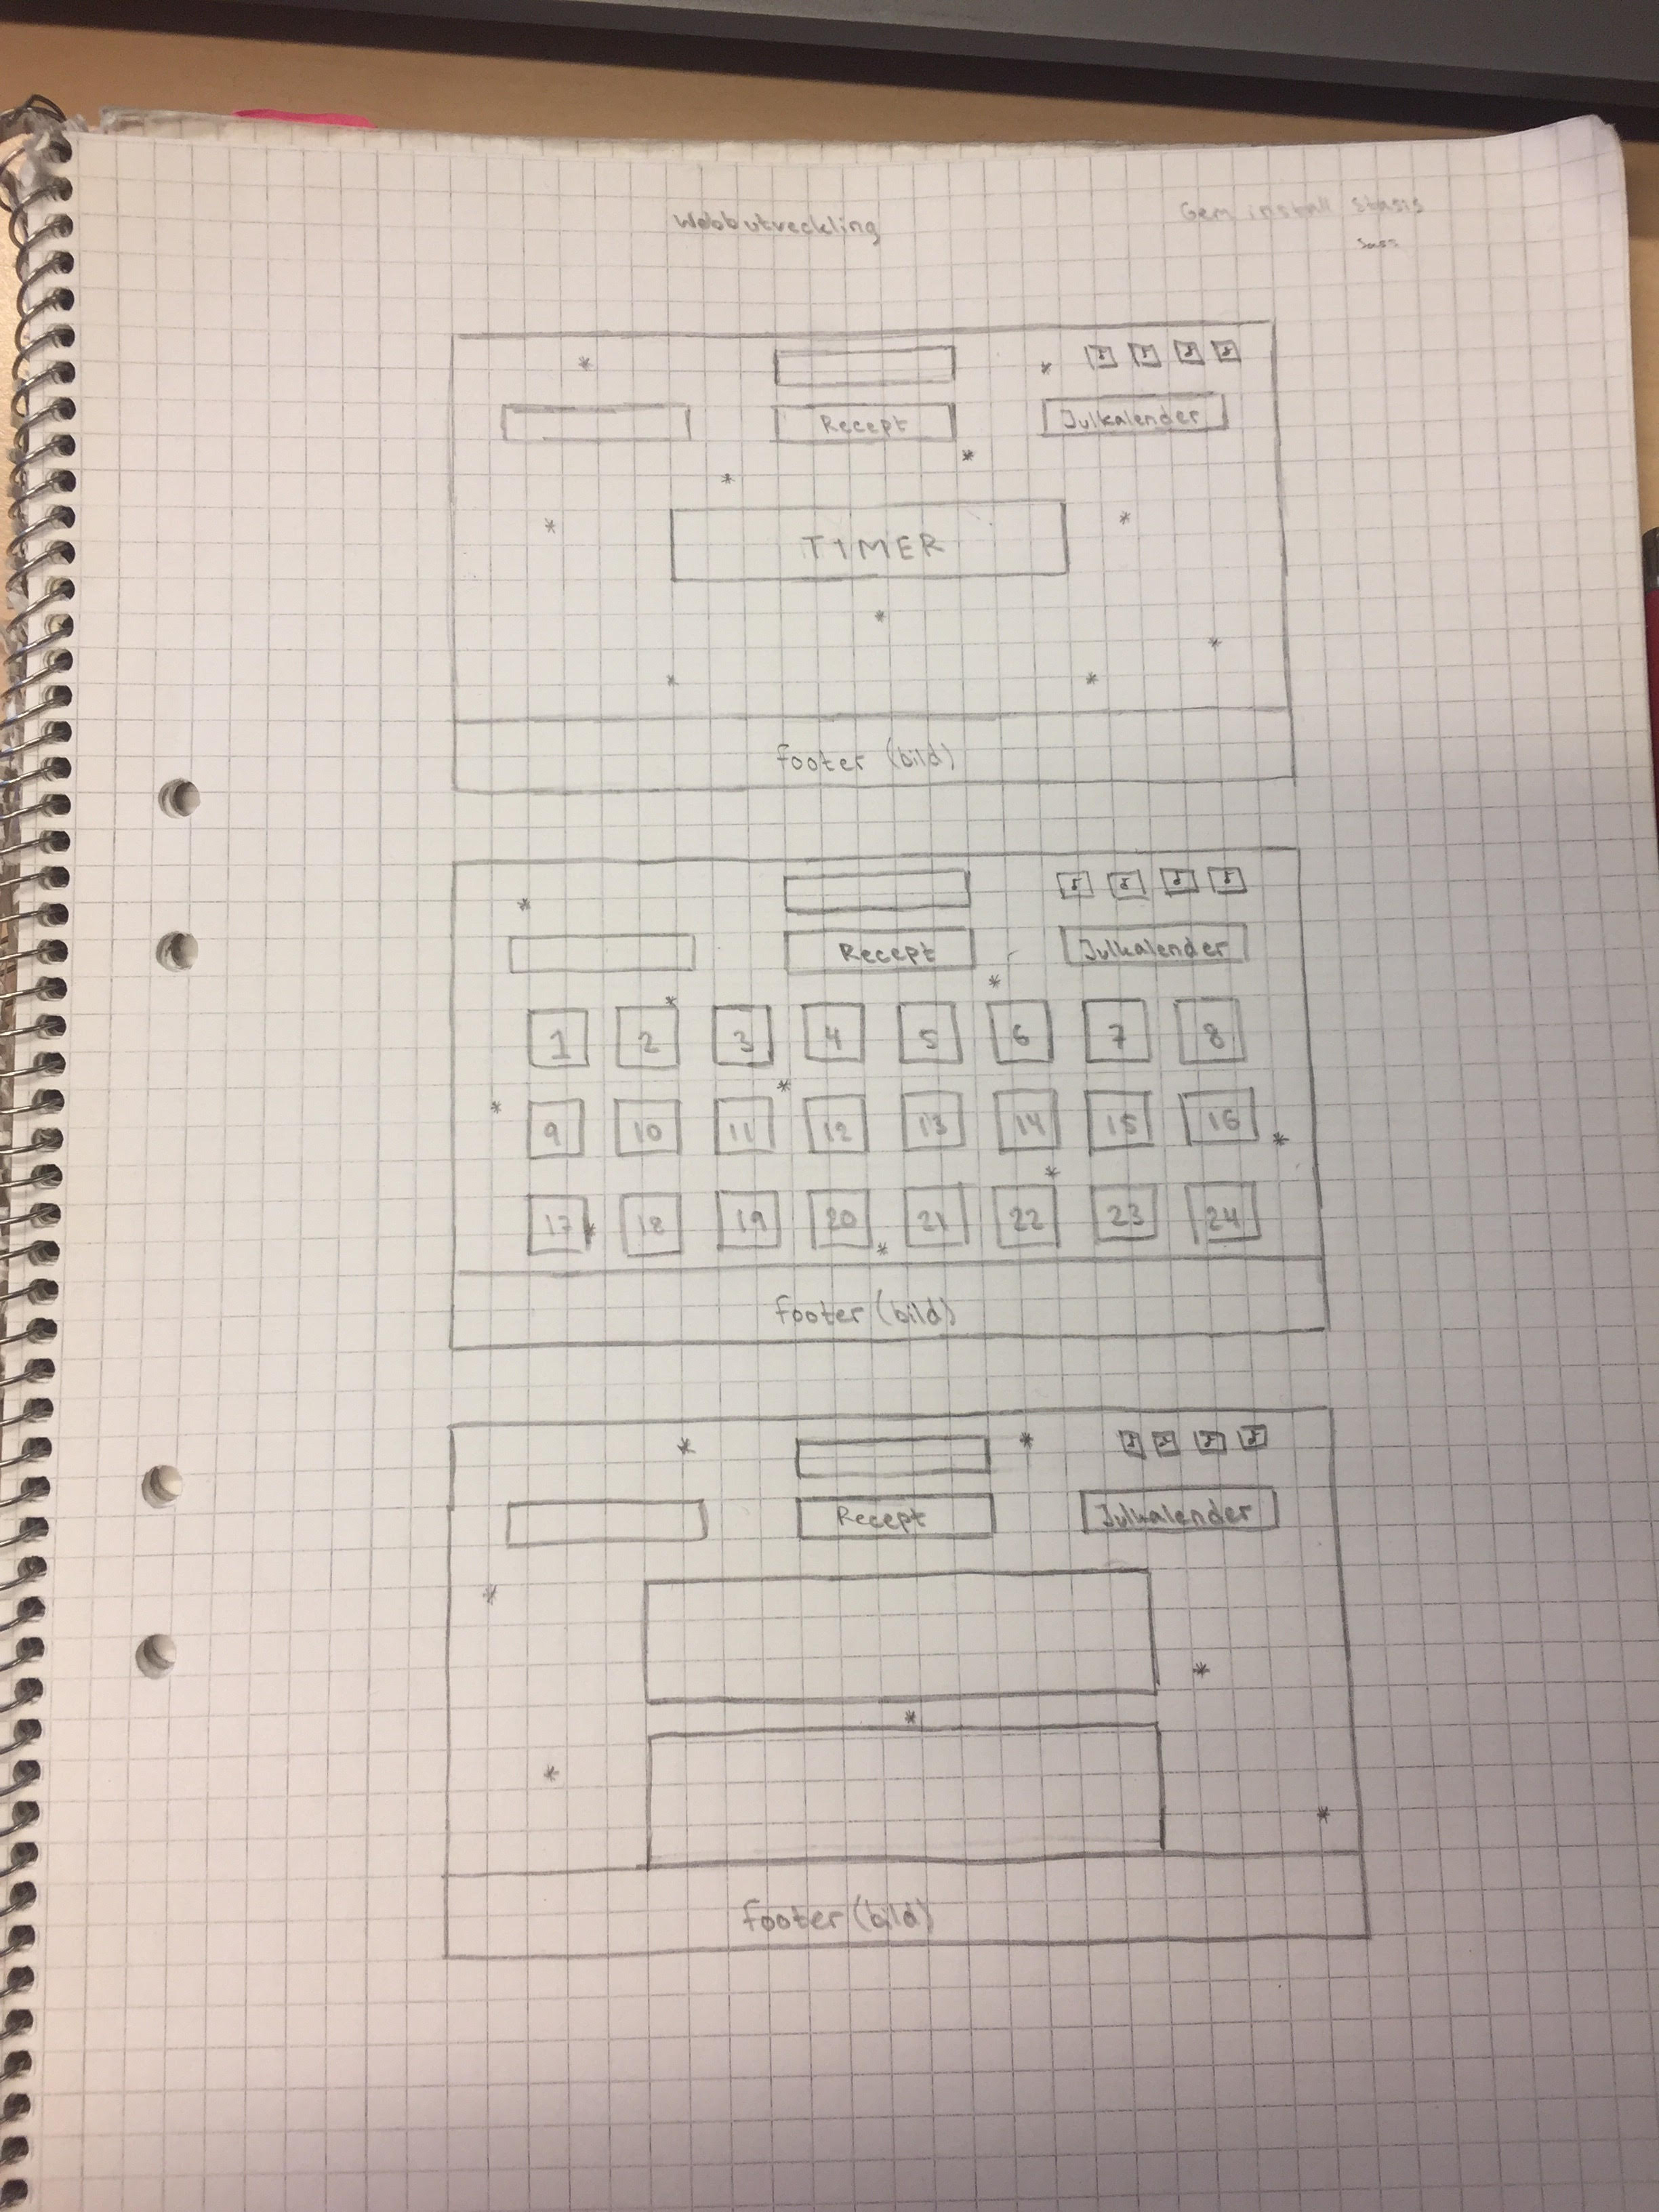 Webbutveckling
Gem install stasis
Sass
Recept Julkalender
TIMER
footer (bild)
Recept Julkalender
1 2 3 4 5 6 7 8
9 10 11 12 13 14 15 16
17 18 19 20 21 22 23 24
footer (bild)
Recept Julkalender
footer (bild)